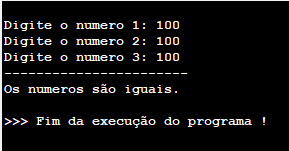 Digite o numero 1: 100
Digite o numero 2: 100
Digite o numero 3: 100
-----------------------
Os numeros são iguais.
>>> Fim da execução do programa !